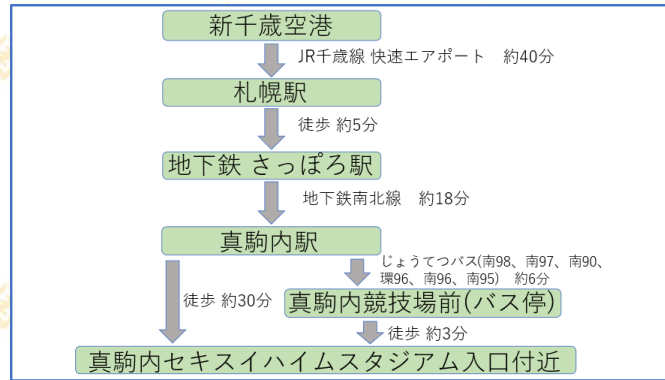 新千歳空港
JR千歳線 快速エアポート　約40分
札幌駅
徒歩 約5分
地下鉄 さっぽろ駅
地下鉄南北線　約18分
真駒内駅
じょうてつバス(南98、南97、南90、
環96、南96、南95)　約6分
徒歩 約30分
真駒内競技場前(バス停)
徒歩 約3分
真駒内セキスイハイムスタジアム入口付近